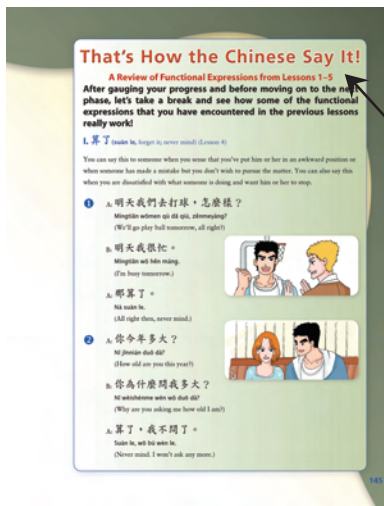 That's How the Chinese Say It!
A Review of Functional Expressions from Lessons 1–5
After gauging your progress and before moving on to the next
phase, let's take a break and see how some of the functional
expressions that you have encountered in the previous lessons
really work!
I. 算了 (suàn le, forget it; never mind) (Lesson 4)
You can say this to someone when you sense that you've put him or her in an awkward position or
when someone has made a mistake but you don't wish to pursue the matter. You can also say this
when you are dissatisfied with what someone is doing and want him or her to stop.
1 A: 明天我們去打球，怎麼樣？
Míngtiān wǒmen qù dǎ qiú, zěnmeyàng?
(We'll go play ball tomorrow, all right?)
B: 明天我很忙。
Míngtiān wǒ hěn máng.
(I'm busy tomorrow.)
A: 那算了。
Nà suàn le.
(All right then, never mind.)
2 A: 你今年多大？
Nǐ jīnnián duō dà?
(How old are you this year?)
B: 你為什麼問我多大？
Nǐ wèishénme wèn wǒ duō dà?
(Why are you asking me how old I am?)
A: 算了，我不問了。
Suàn le, wǒ bú wèn le.
(Never mind. I won't ask any more.)
145